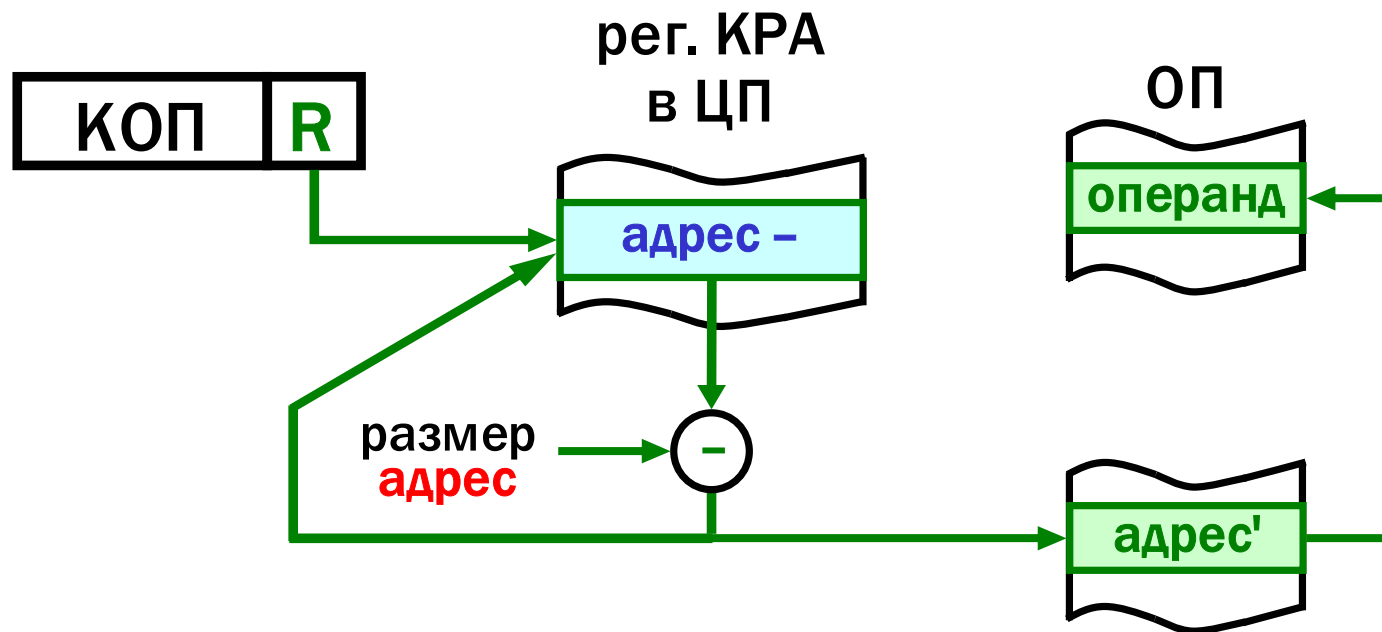 рег. КРА
в ЦП
ОП
КОП R
операнд
адрес –
размер
адрес
–
адрес'